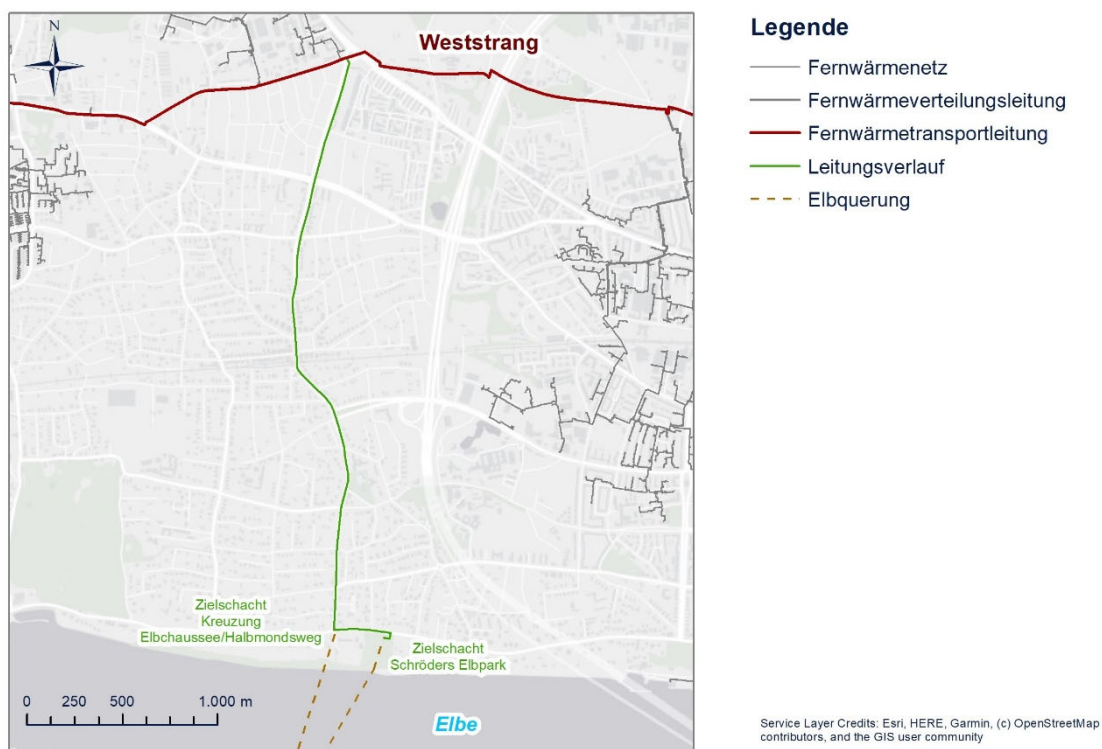 N
Weststrang
Zielschacht
Kreuzung
Elbchaussee/Halbmondsweg
Zielschacht
Schröders Elbpark
0 250 500 1.000 m
Elbe
Legende
Fernwärmenetz
Fernwärmeverteilungsleitung
Fernwärmetransportleitung
Leitungsverlauf
Elbquerung
Service Layer Credits: Esri, HERE, Garmin, (c) OpenStreetMap
contributors, and the GIS user community